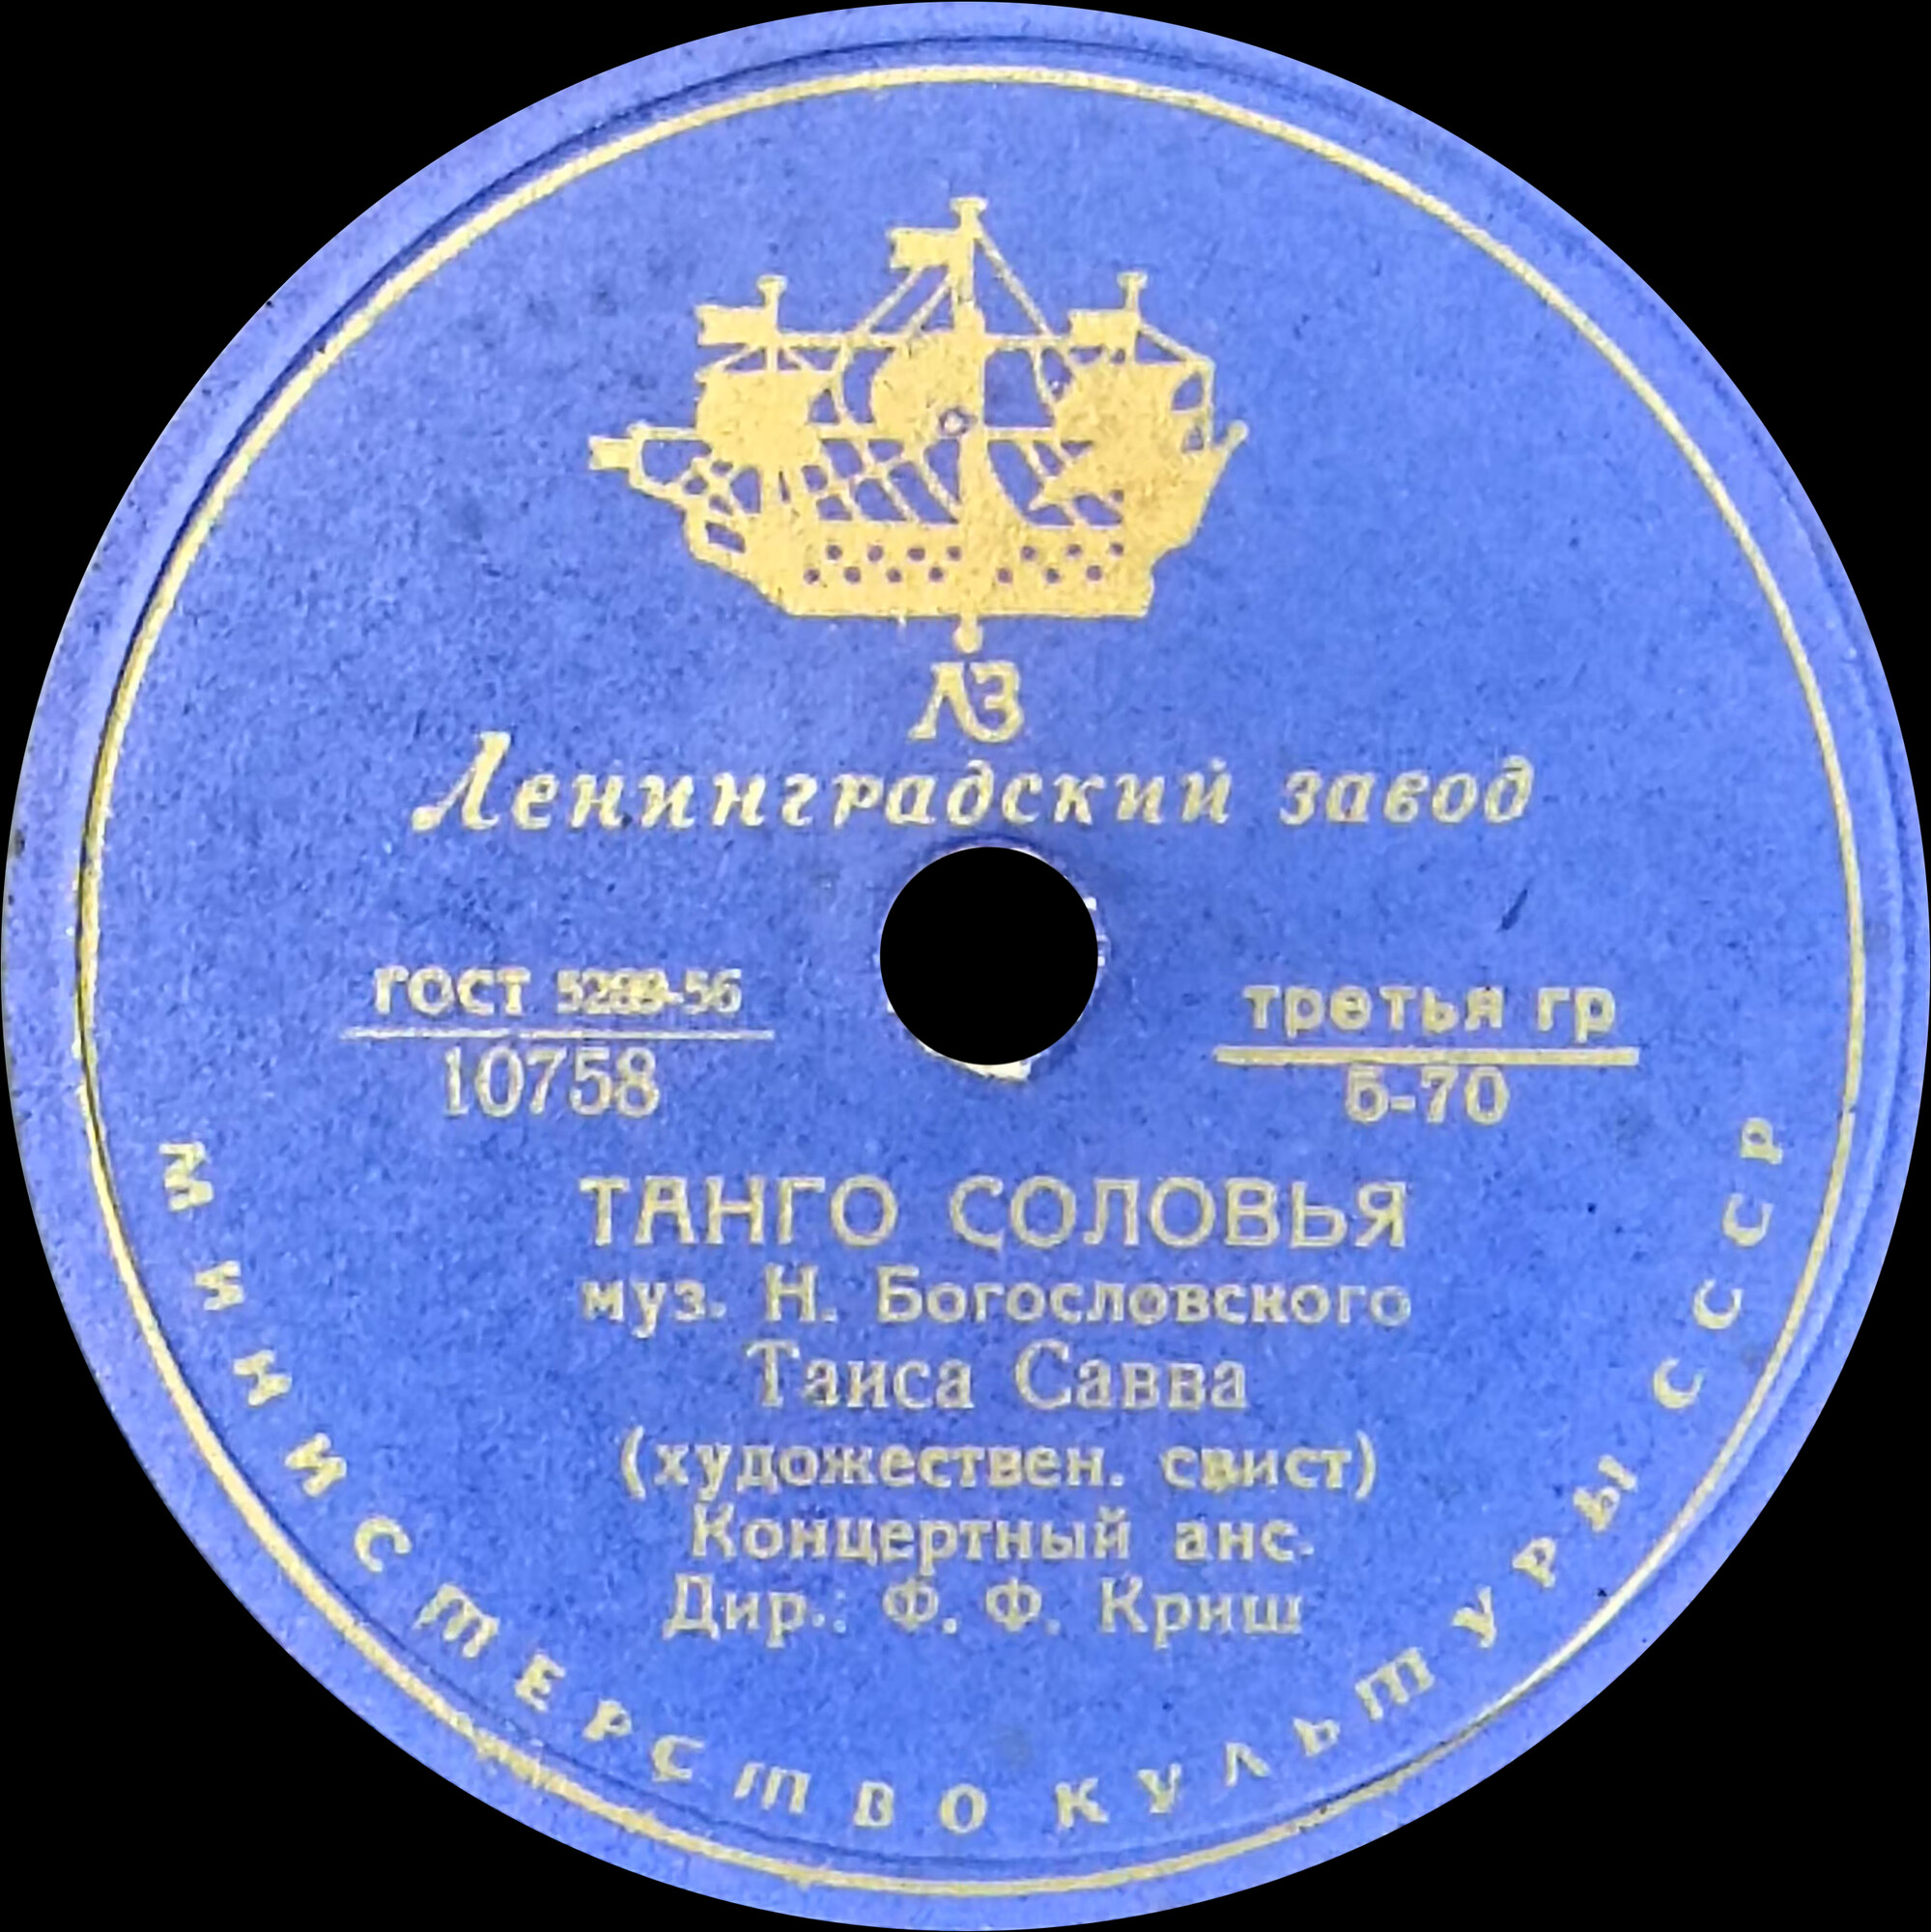 ЛЗ
Ленинградский завод
ГОСТ 5289-56
10758
третья гр
5-70
ТАНГО СОЛОВЬЯ
муз. Н. Богословского
Таиса Савва
(художествен. свист)
Концертный анс.
Дир.: Ф. Ф. Криш
МИНИСТЕРСТВО КУЛЬТУРЫ СССР